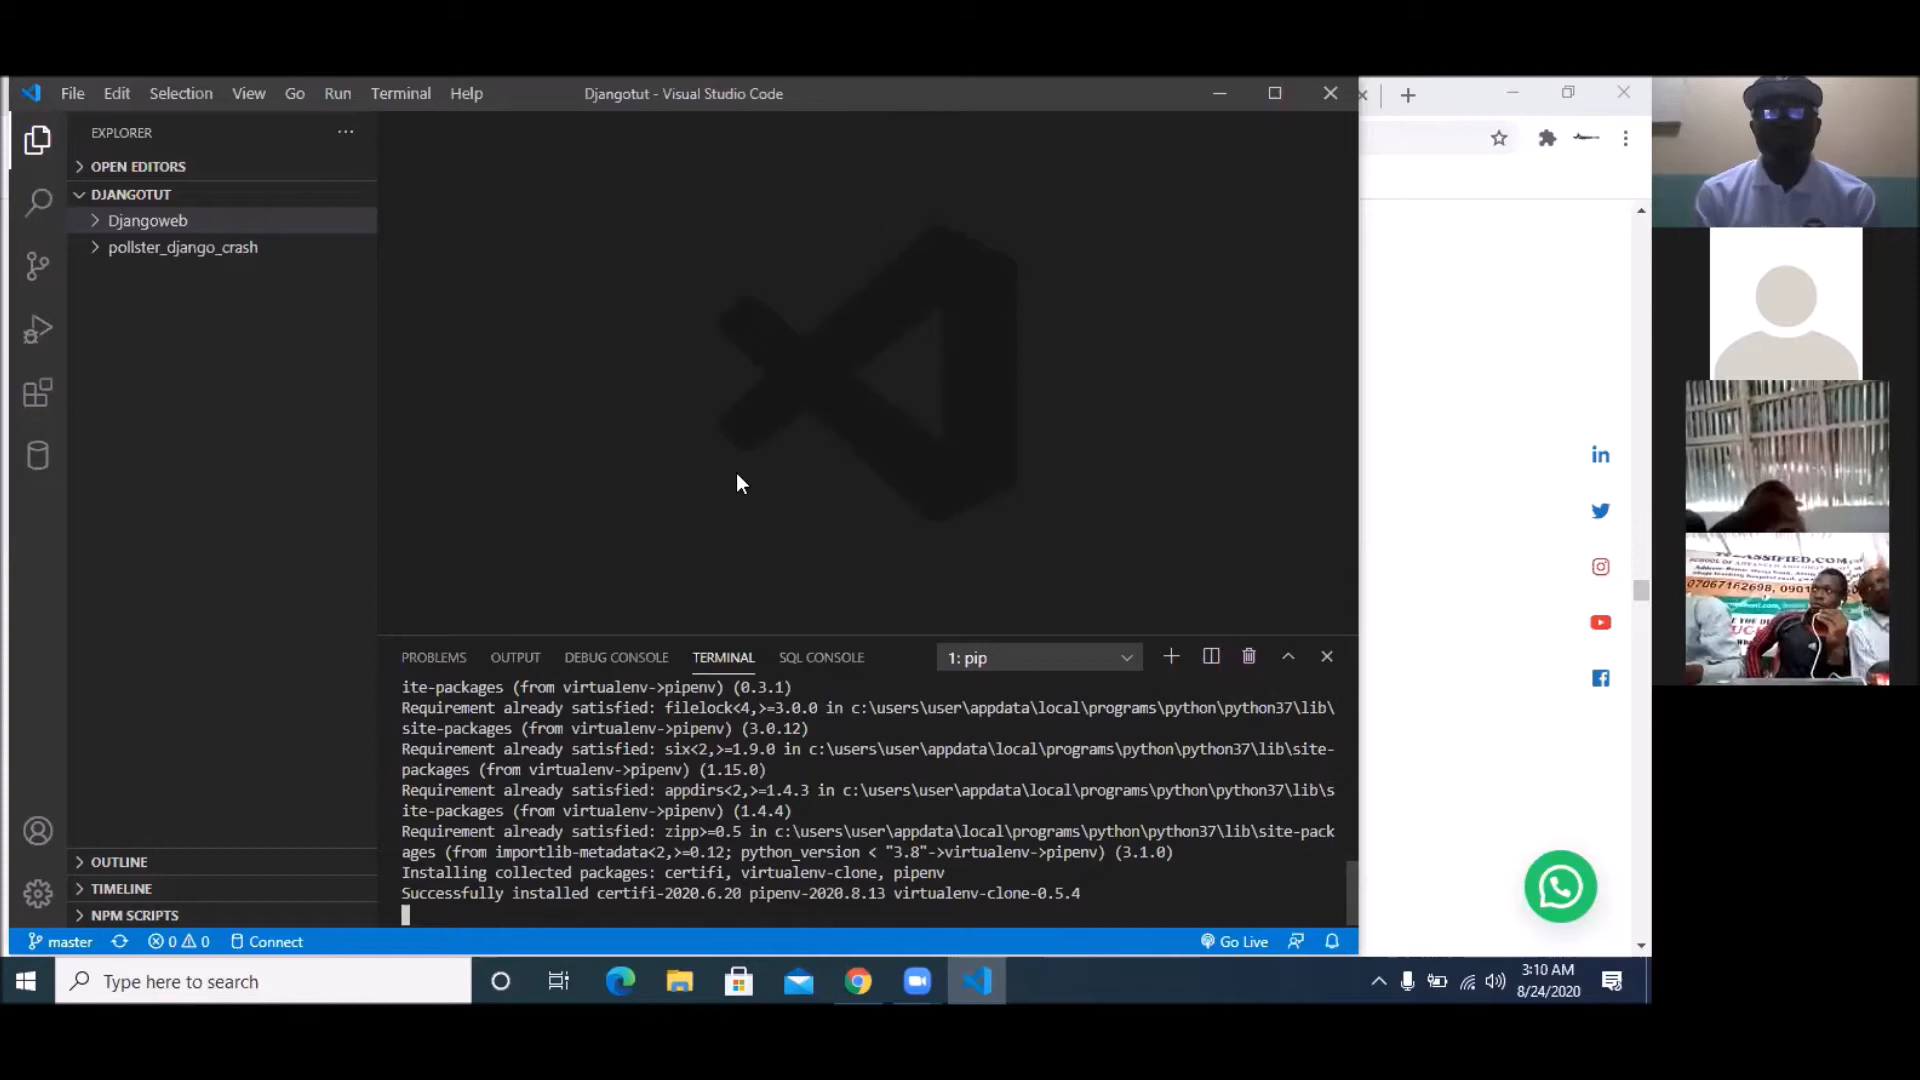 File Edit Selection View Go Run Terminal Help
Djangotut - Visual Studio Code
EXPLORER
OPEN EDITORS
DJANGOTUT
Djangoweb
pollster_django_crash
OUTLINE
TIMELINE
NPM SCRIPTS
PROBLEMS OUTPUT DEBUG CONSOLE TERMINAL SQL CONSOLE
1: pip
ite-packages (from virtualenv->pipenv) (0.3.1)
Requirement already satisfied: filelock<4,>=3.0.0 in c:\users\user\appdata\local\programs\python\python37\lib\
site-packages (from virtualenv->pipenv) (3.0.12)
Requirement already satisfied: six<2,>=1.9.0 in c:\users\user\appdata\local\programs\python\python37\lib\site-
packages (from virtualenv->pipenv) (1.15.0)
Requirement already satisfied: appdirs<2,>=1.4.3 in c:\users\user\appdata\local\programs\python\python37\lib\s
ite-packages (from virtualenv->pipenv) (1.4.4)
Requirement already satisfied: zipp>=0.5 in c:\users\user\appdata\local\programs\python\python37\lib\site-pack
ages (from importlib-metadata<2,>=0.12; python_version < "3.8"->virtualenv->pipenv) (3.1.0)
Installing collected packages: certifi, virtualenv-clone, pipenv
Successfully installed certifi-2020.6.20 pipenv-2020.8.13 virtualenv-clone-0.5.4
master 0 0 Connect
Go Live
Type here to search
3:10 AM
8/24/2020
in
SSIFIED.COM
SCHOOL OF
07067162698, 0901